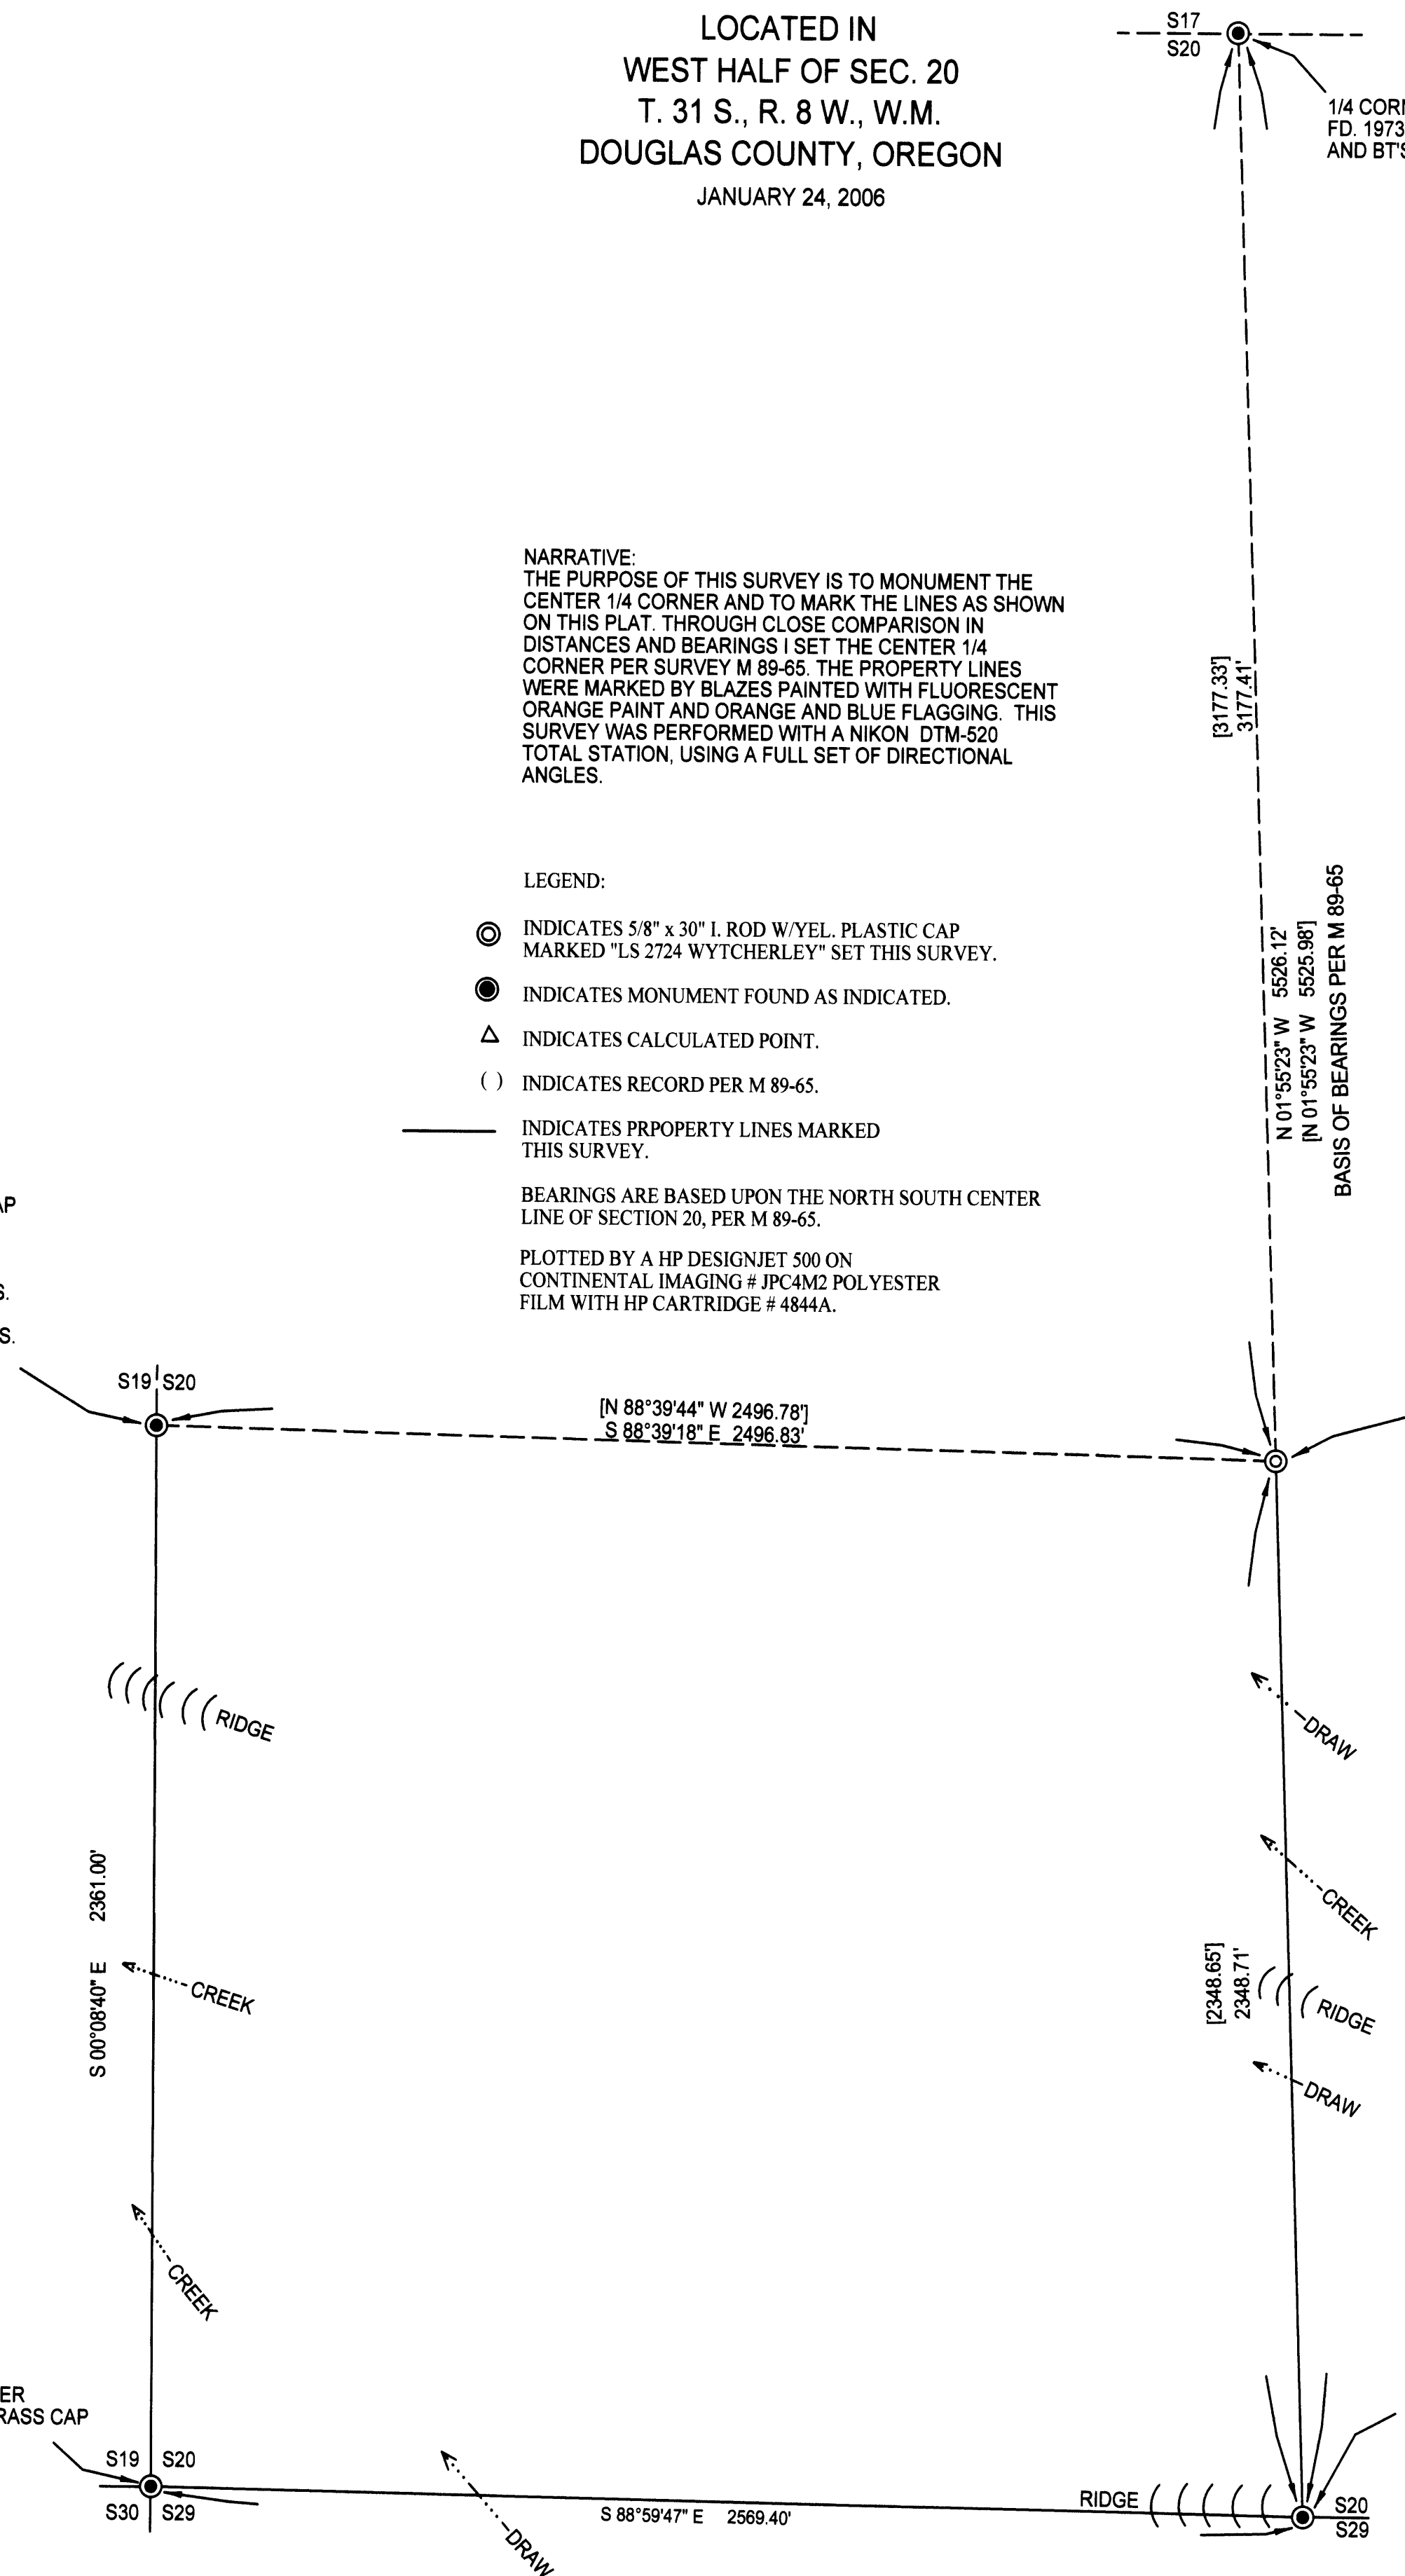 LOCATED IN
WEST HALF OF SEC. 20
T. 31 S., R. 8 W., W.M.
DOUGLAS COUNTY, OREGON
JANUARY 24, 2006
S17
S20
1/4
FD. 1973
AND
NARRATIVE:
THE PURPOSE OF THIS SURVEY IS TO MONUMENT THE
CENTER 1/4 CORNER AND TO MARK THE LINES AS SHOWN
ON THIS PLAT. THROUGH CLOSE COMPARISON IN
DISTANCES AND BEARINGS I SET THE CENTER 1/4
CORNER PER SURVEY M 89-65. THE PROPERTY LINES
WERE MARKED BY BLAZES PAINTED WITH FLUORESCENT
ORANGE PAINT AND ORANGE AND BLUE FLAGGING. THIS
SURVEY WAS PERFORMED WITH A NIKON DTM-520
TOTAL STATION, USING A FULL SET OF DIRECTIONAL
ANGLES.
[3177.33']
3177.41'
N 01°55'23" W 5526.12'
[N 01°55'23" W 5525.98']
BASIS OF BEARINGS PER M 89-65
LEGEND:
INDICATES 5/8" x 30" I. ROD W/YEL. PLASTIC CAP
MARKED "LS 2724 WYTCHERLEY" SET THIS SURVEY.
INDICATES MONUMENT FOUND AS INDICATED.
INDICATES CALCULATED POINT.
( ) INDICATES RECORD PER M 89-65.
INDICATES PRPOPERTY LINES MARKED
THIS SURVEY.
BEARINGS ARE BASED UPON THE NORTH SOUTH CENTER
LINE OF SECTION 20, PER M 89-65.
PLOTTED BY A HP DESIGNJET 500 ON
CONTINENTAL IMAGING # JPC4M2 POLYESTER
FILM WITH HP CARTRIDGE # 4844A.
AP
S.
S.
S19 S20
[N 88°39'44" W 2496.78']
S 88°39'18" E 2496.83'
RIDGE
DRAW
S 00°08'40" E 2361.00'
CREEK
CREEK
[2348.65']
2348.71'
RIDGE
DRAW
CREEK
ER
RASS CAP
S19 S20
S30 S29
S 88°59'47" E 2569.40'
DRAW
RIDGE
S20
S29